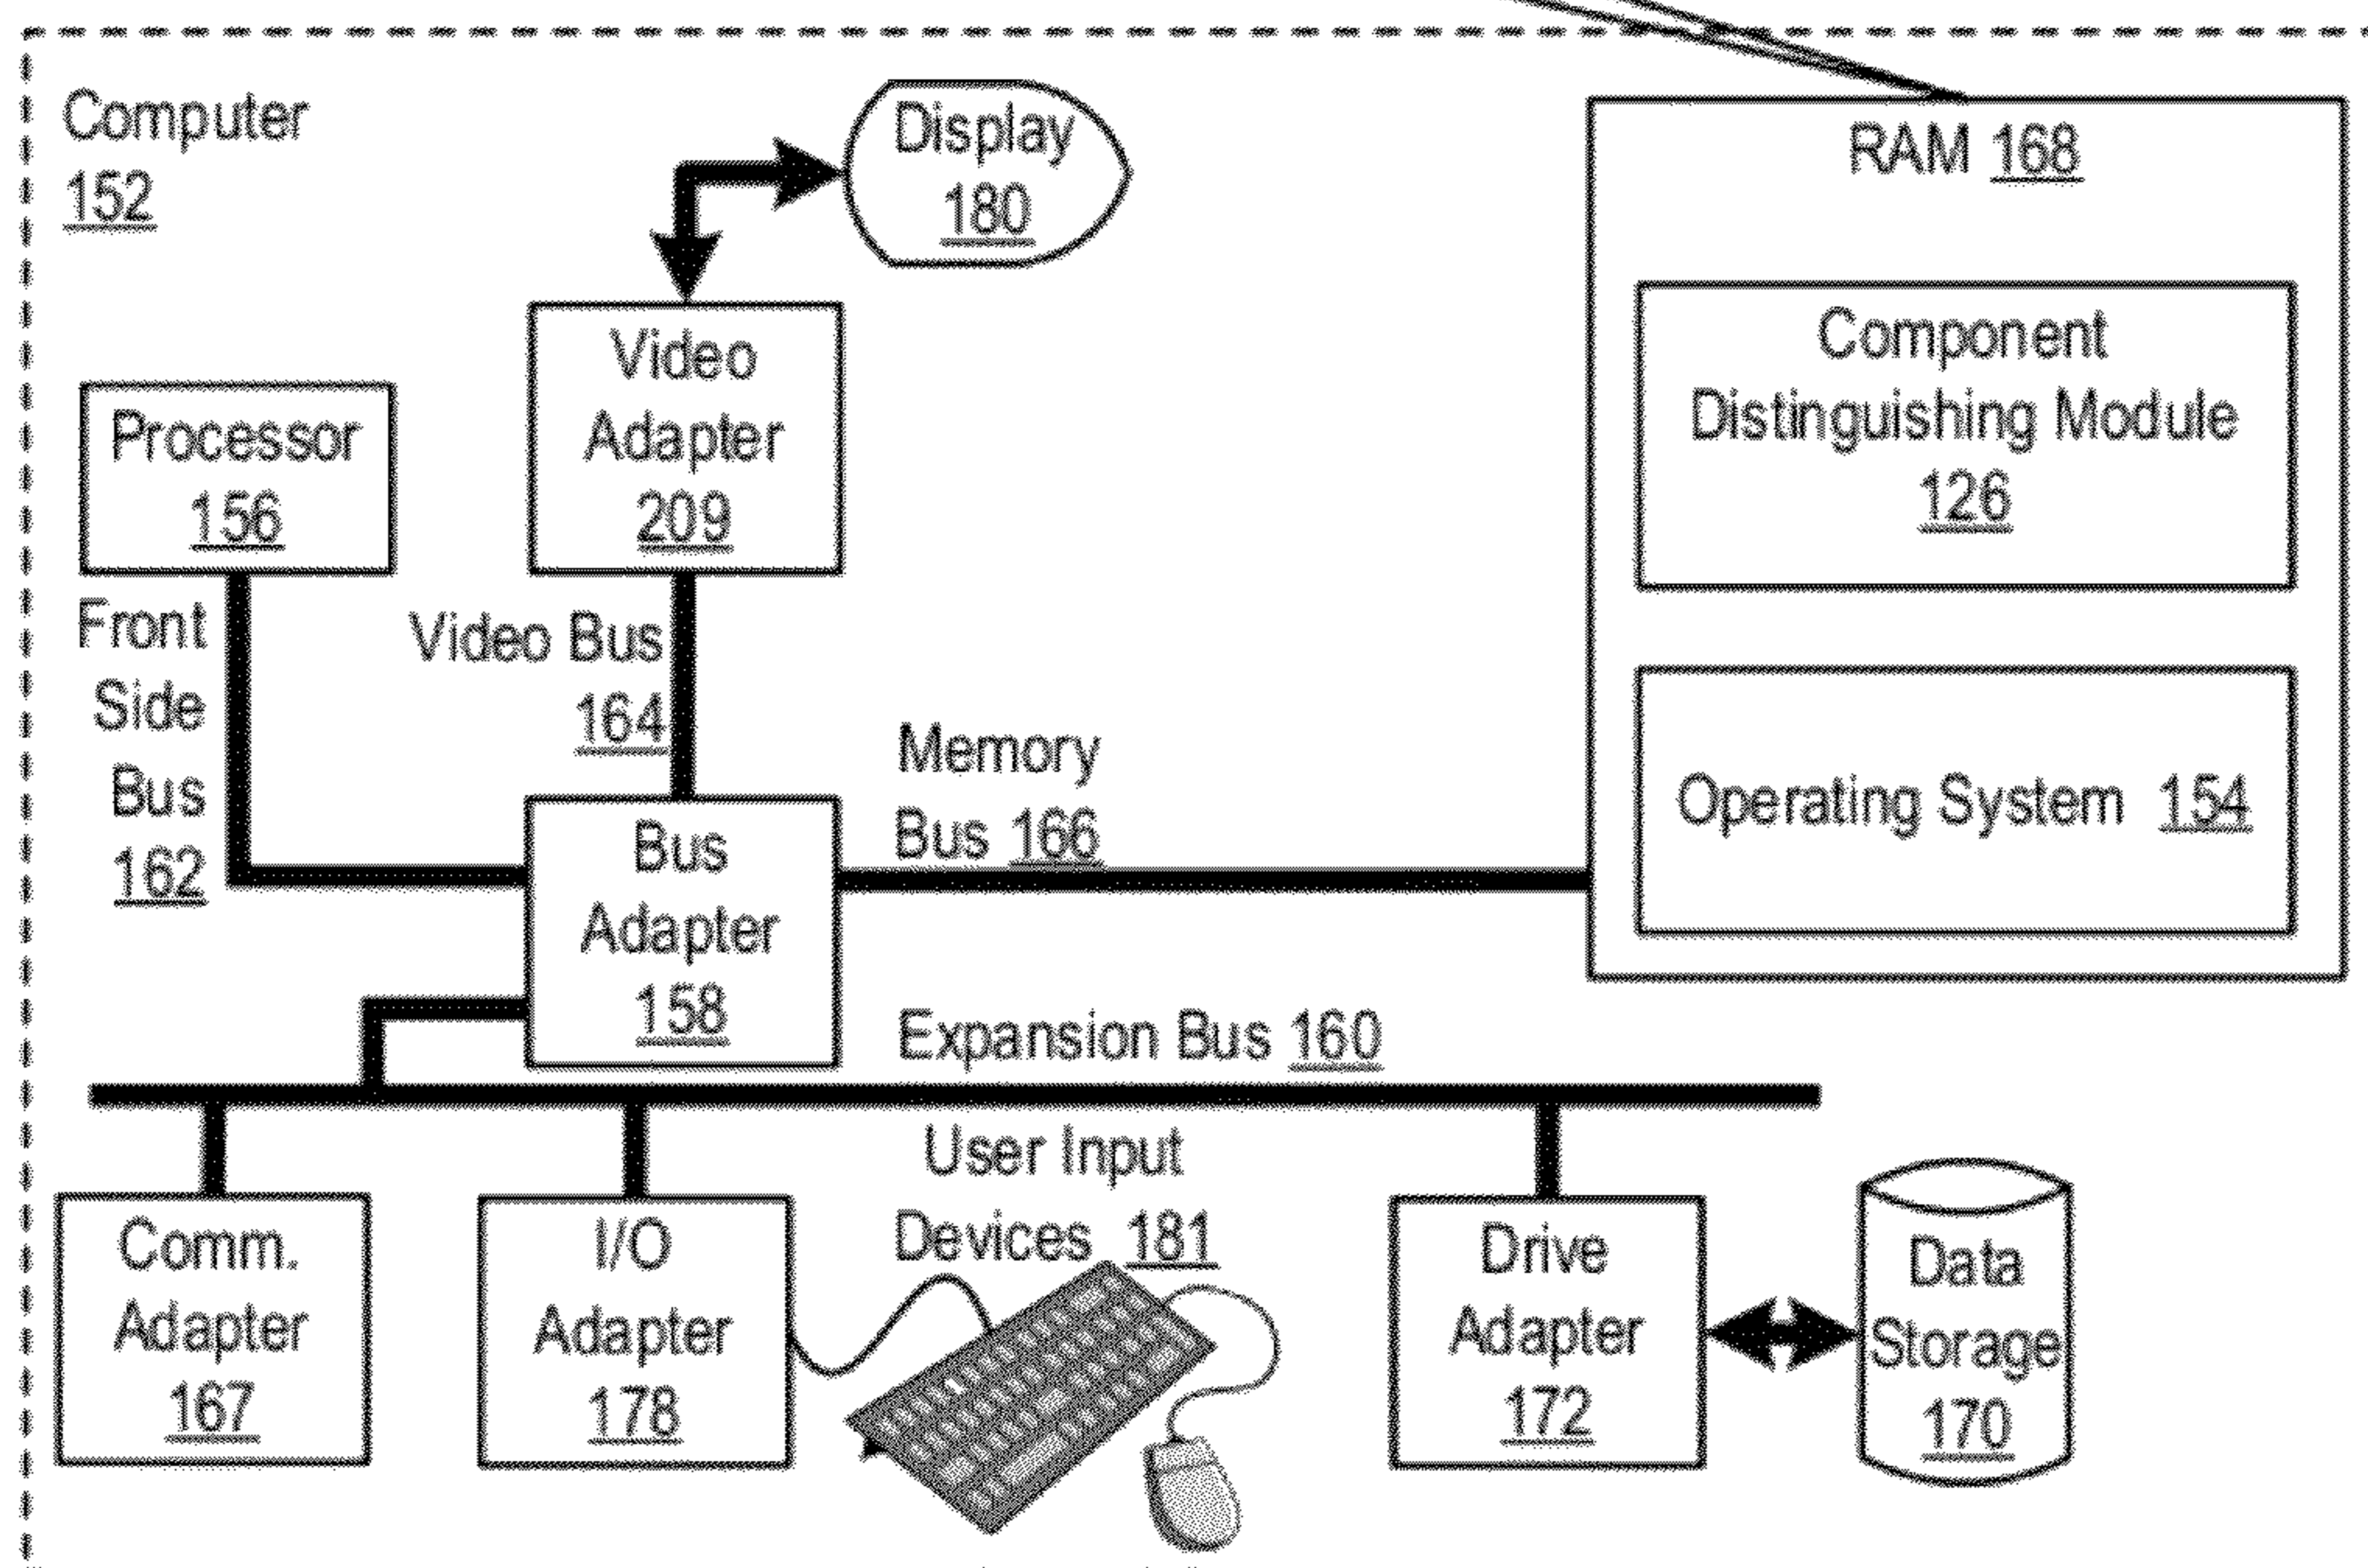 Computer
152
Display
180
RAM 168
Video
Adapter
209
Component
Distinguishing Module
126
Processor
156
Front
Side
Bus
162
Video Bus
164
Memory
Bus 166
Operating System 154
Bus
Adapter
158
Expansion Bus 160
User Input
Devices 181
Comm.
Adapter
167
I/O
Adapter
178
Drive
Adapter
172
Data
Storage
170